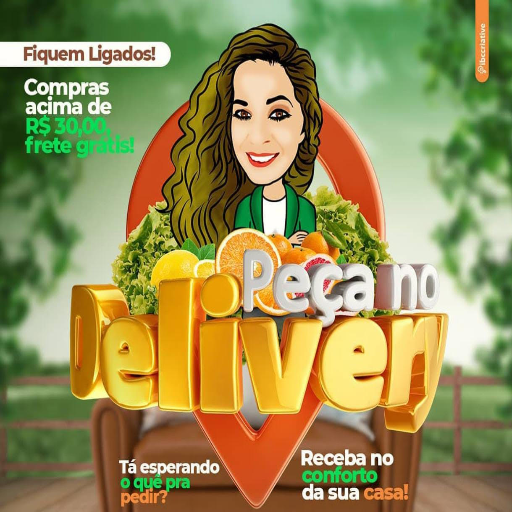 Fiquem Ligados!
Compras
acima de
R$ 30,00,
frete grátis!
ibccriative
Peça no
Delivery
Tá esperando
o quê pra
pedir?
Receba no
conforto
da sua casa!